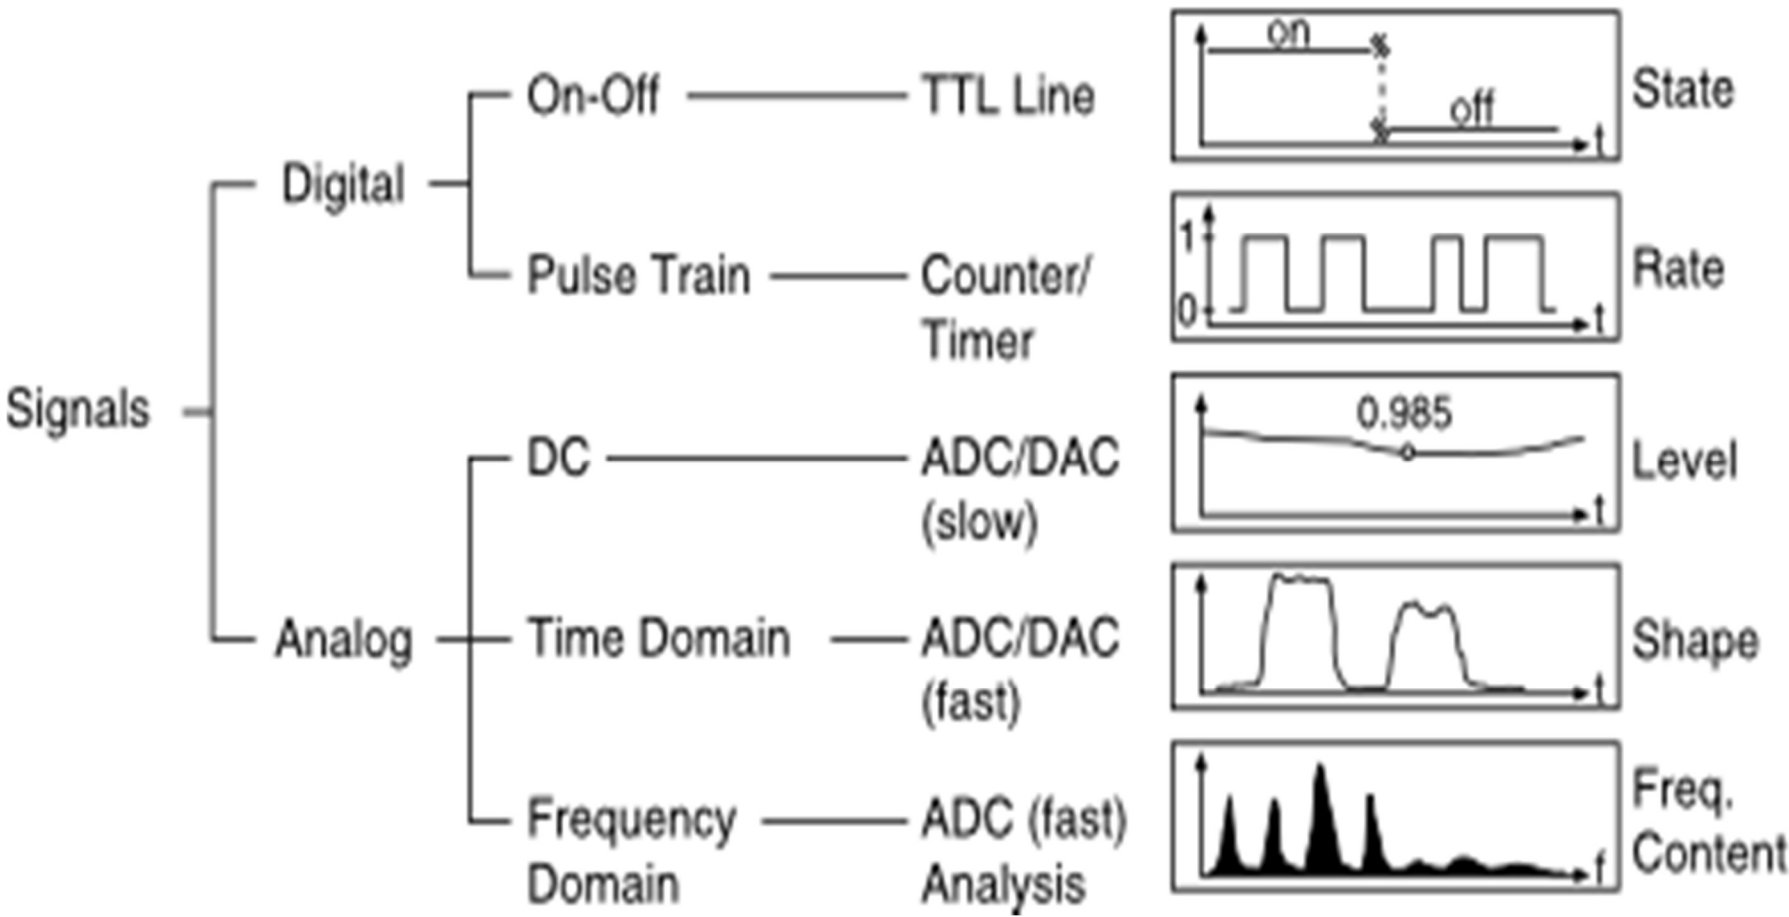 Signals
Digital
On-Off
TTL Line
on
off
t
State
Pulse Train
Counter/
Timer
1
0
t
Rate
Analog
DC
ADC/DAC
(slow)
0.985
t
Level
Time Domain
ADC/DAC
(fast)
t
Shape
Frequency
Domain
ADC (fast)
Analysis
f
Freq.
Content